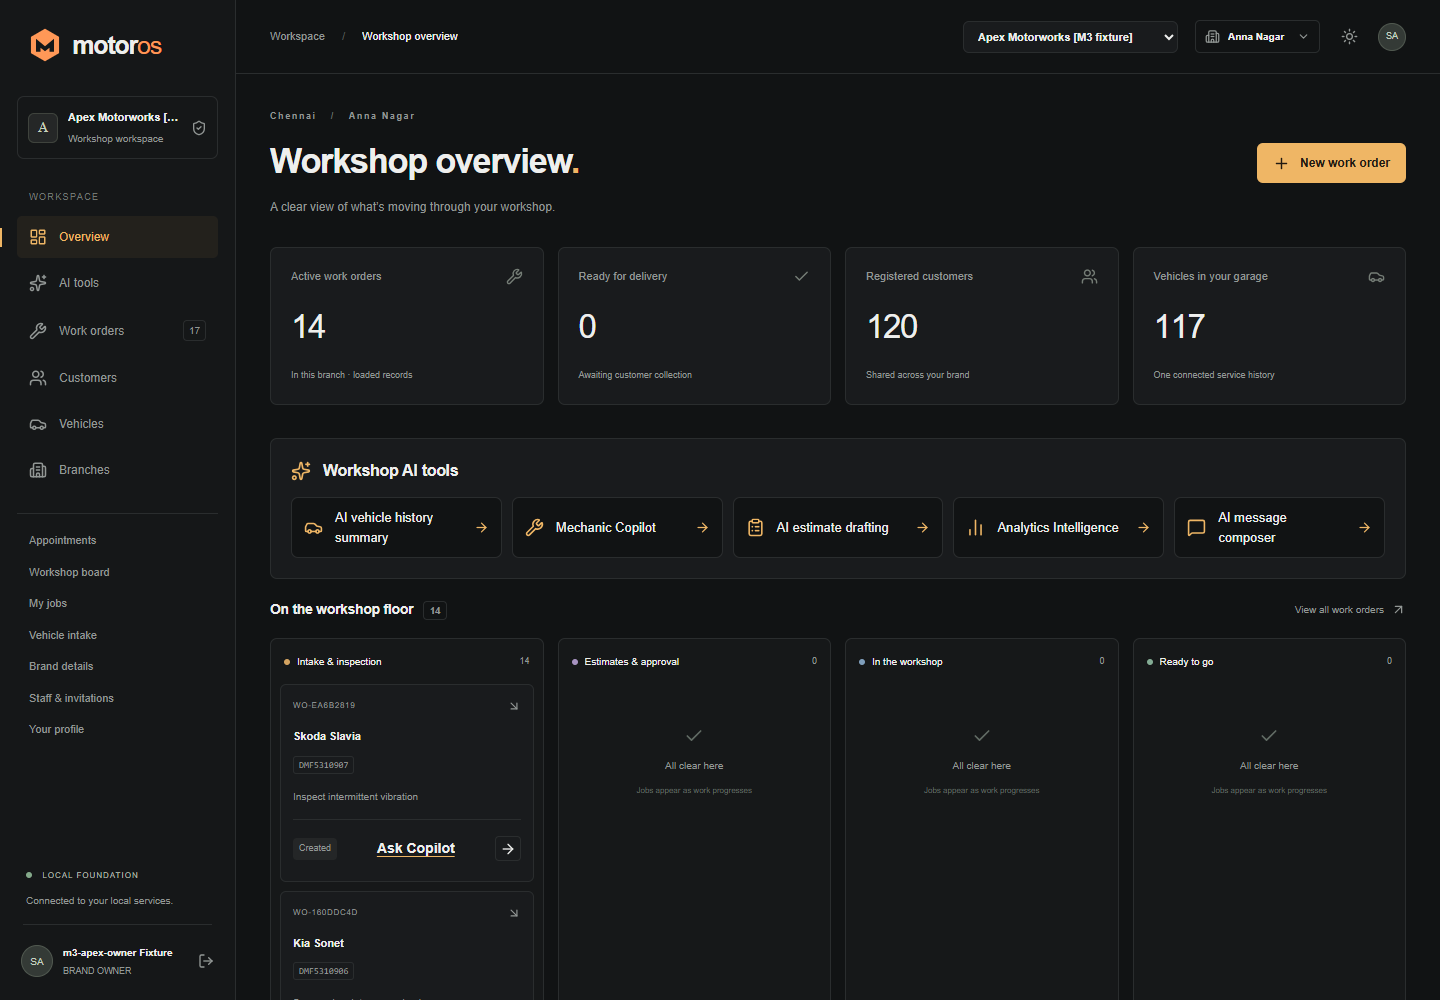 motoros
Workspace / Workshop overview
Apex Motorworks [M3 fixture]
Anna Nagar
SA
A
Apex Motorworks [...
Workshop workspace
WORKSPACE
Overview
AI tools
Work orders 17
Customers
Vehicles
Branches
Appointments
Workshop board
My jobs
Vehicle intake
Brand details
Staff & invitations
Your profile
LOCAL FOUNDATION
Connected to your local services.
SA
m3-apex-owner Fixture
BRAND OWNER
Chennai / Anna Nagar
Workshop overview.
A clear view of what's moving through your workshop.
New work order
Active work orders
14
In this branch · loaded records
Ready for delivery
0
Awaiting customer collection
Registered customers
120
Shared across your brand
Vehicles in your garage
117
One connected service history
Workshop AI tools
AI vehicle history
summary
Mechanic Copilot
AI estimate drafting
Analytics Intelligence
AI message
composer
On the workshop floor 14
View all work orders
Intake & inspection 14
WO-EA6B2819
Skoda Slavia
DMF5310907
Inspect intermittent vibration
Created
Ask Copilot
WO-160DDC4D
Kia Sonet
DMF5310906
Estimates & approval 0
All clear here
Jobs appear as work progresses
In the workshop 0
All clear here
Jobs appear as work progresses
Ready to go 0
All clear here
Jobs appear as work progresses